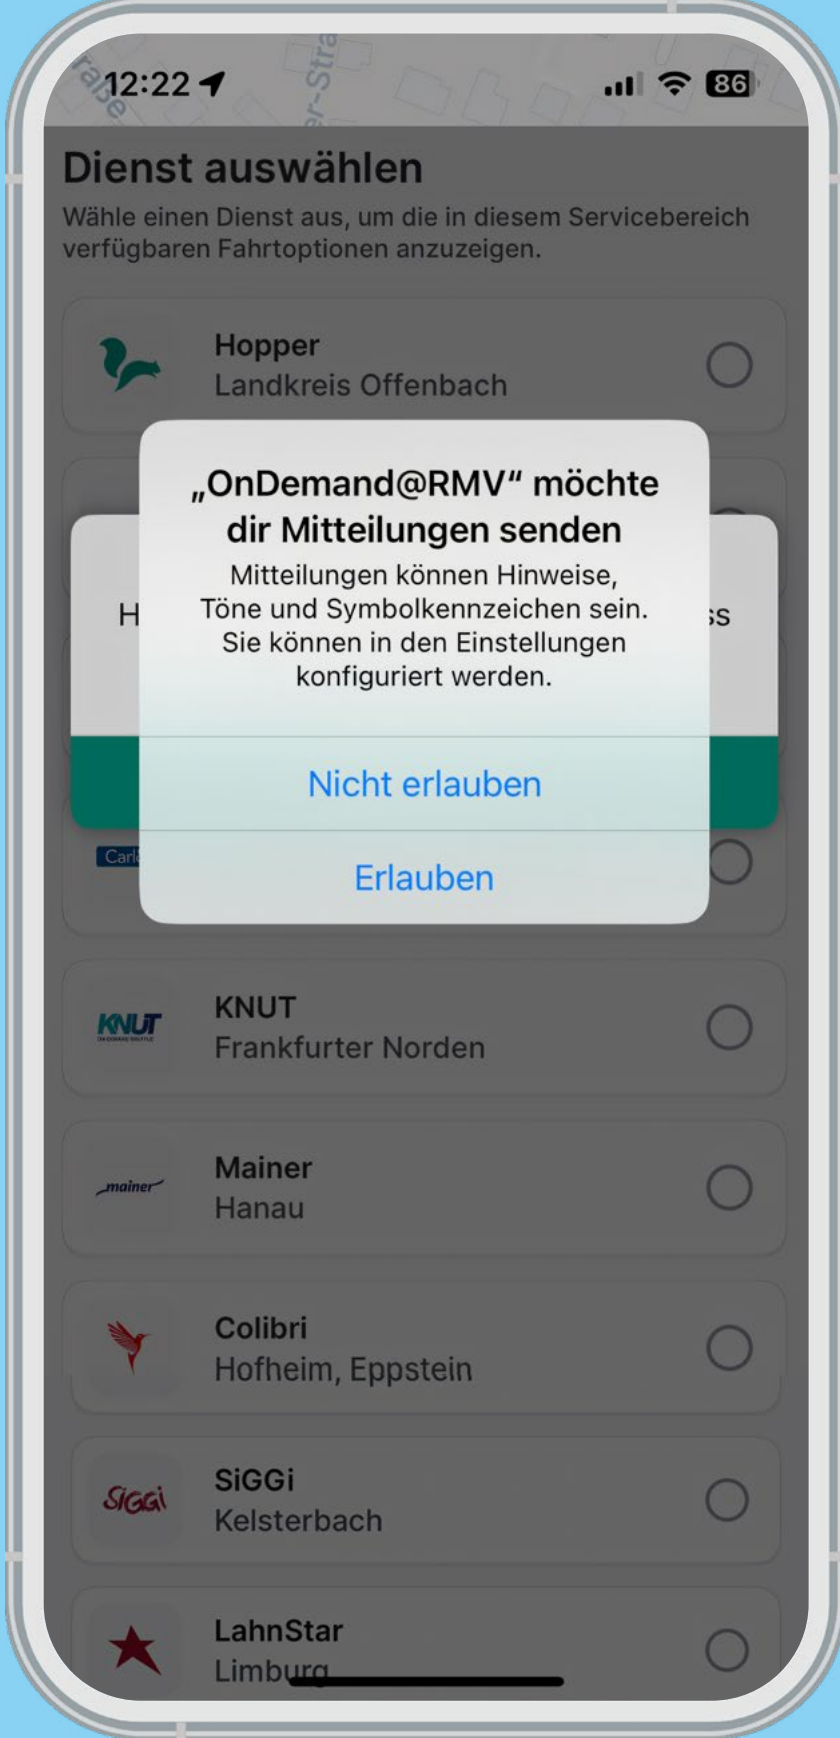 12:22
86
Dienst auswählen
Wähle einen Dienst aus, um die in diesem Servicebereich
verfügbaren Fahrtoptionen anzuzeigen.
Hopper
Landkreis Offenbach
„OnDemand@RMV“ möchte
dir Mitteilungen senden
Mitteilungen können Hinweise,
Töne und Symbolkennzeichen sein.
Sie können in den Einstellungen
konfiguriert werden.
Nicht erlauben
Erlauben
KNUT
KNUT
Frankfurter Norden
mainer
Mainer
Hanau
Colibri
Hofheim, Eppstein
SiGGi
SiGGi
Kelsterbach
LahnStar
Limburg